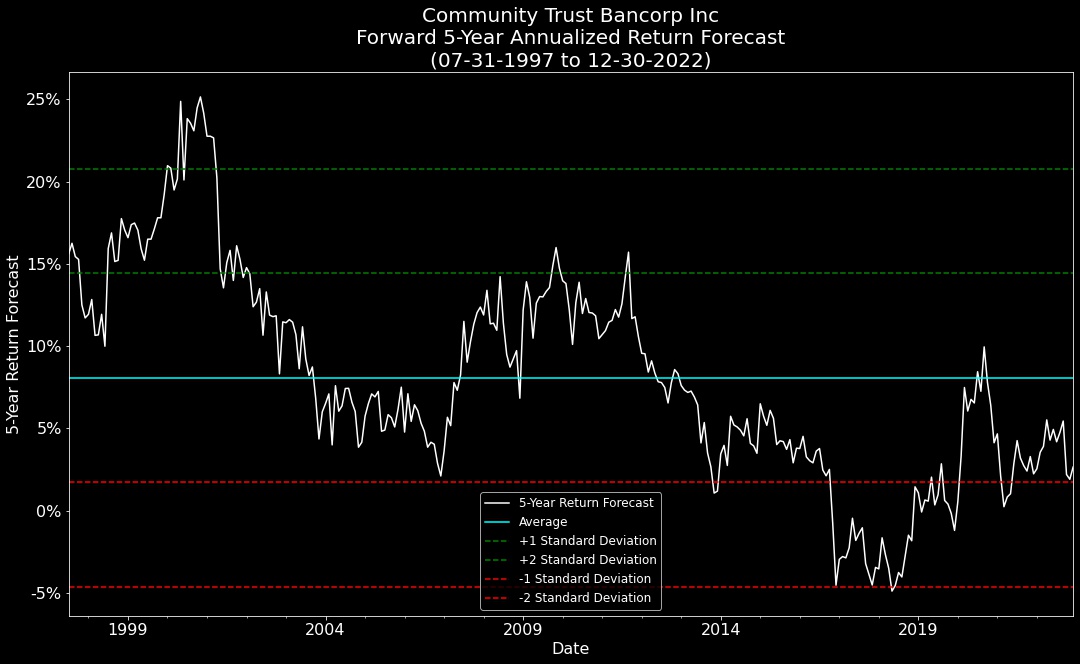 Community Trust Bancorp Inc
Forward 5-Year Annualized Return Forecast
(07-31-1997 to 12-30-2022)
5-Year Return Forecast
25%
20%
15%
10%
5%
0%
-5%
5-Year Return Forecast
Average
+1 Standard Deviation
+2 Standard Deviation
-1 Standard Deviation
-2 Standard Deviation
1999 2004 2009 2014 2019
Date